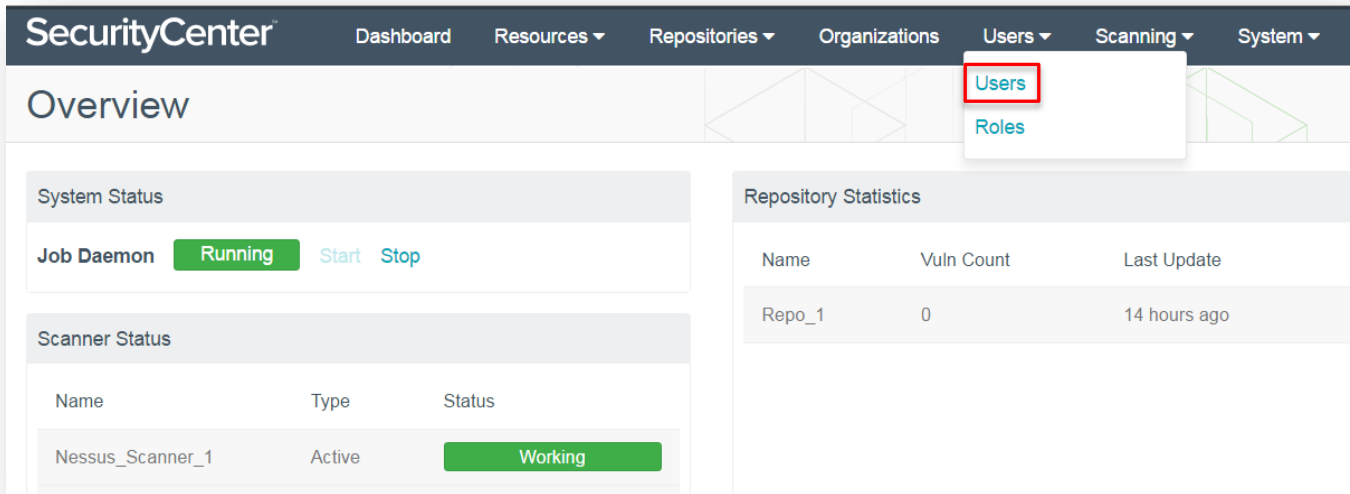 SecurityCenter™ Dashboard Resources Repositories Organizations Users Scanning System
Users
Roles
Overview
System Status
Job Daemon Running Start Stop
Scanner Status
Name Type Status
Nessus_Scanner_1 Active Working
Repository Statistics
Name Vuln Count Last Update
Repo_1 0 14 hours ago